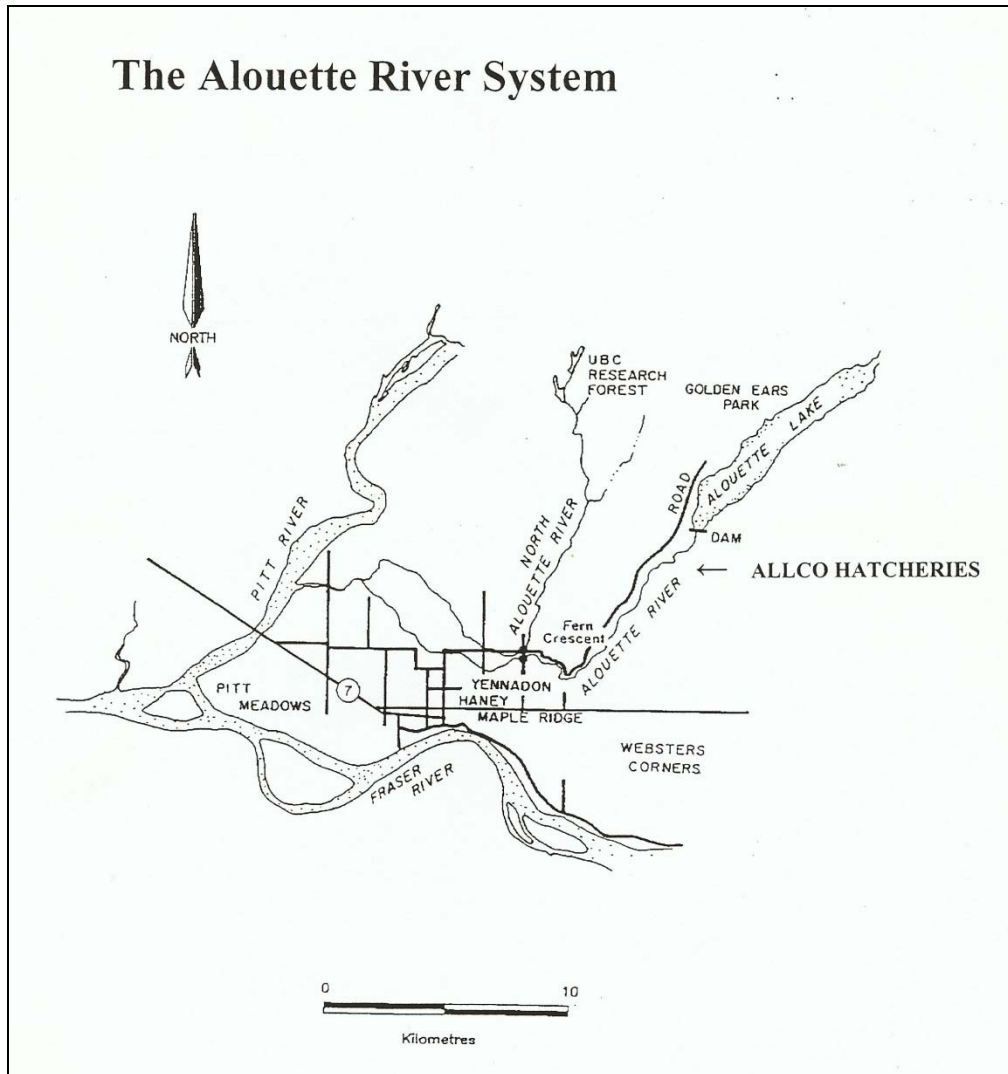 The Alouette River System
NORTH
UBC
RESEARCH
FOREST
GOLDEN EARS
PARK
ALOUETTE LAKE
ROAD
DAM
← ALLCO HATCHERIES
PITT RIVER
NORTH
ALOUETTE RIVER
Fern
Crescent
ALOUETTE RIVER
PITT
MEADOWS
7
YENNADON
HANEY
MAPLE RIDGE
WEBSTERS
CORNERS
FRASER
RIVER
0 10
Kilometres